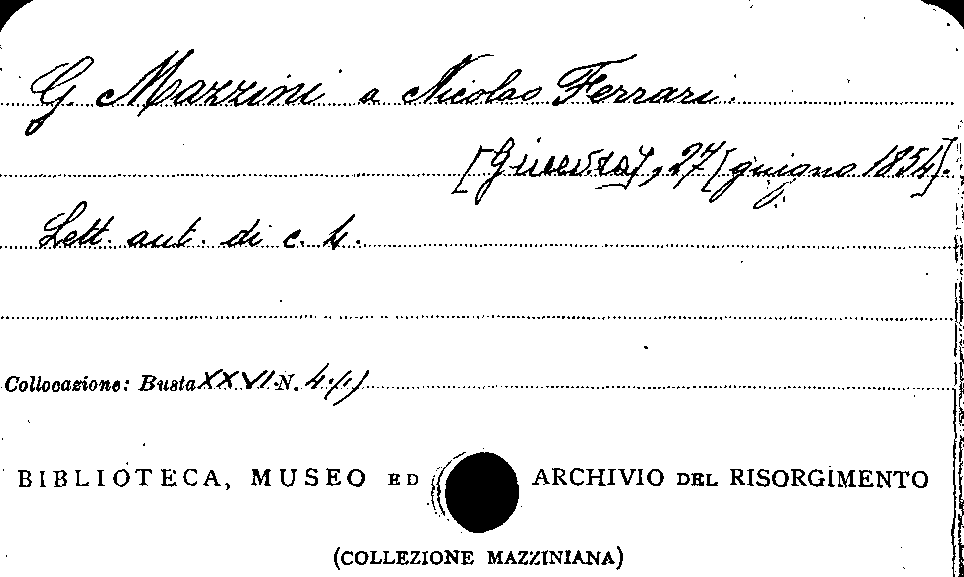 G. Mazzini a Nicolao Ferrari.
[Ginevra], 27 [giugno 1854].
Lett. aut. di c. 4.
Collocazione: Busta XXVI N. 4(1)
BIBLIOTECA, MUSEO ED ARCHIVIO DEL RISORGIMENTO
(COLLEZIONE MAZZINIANA)